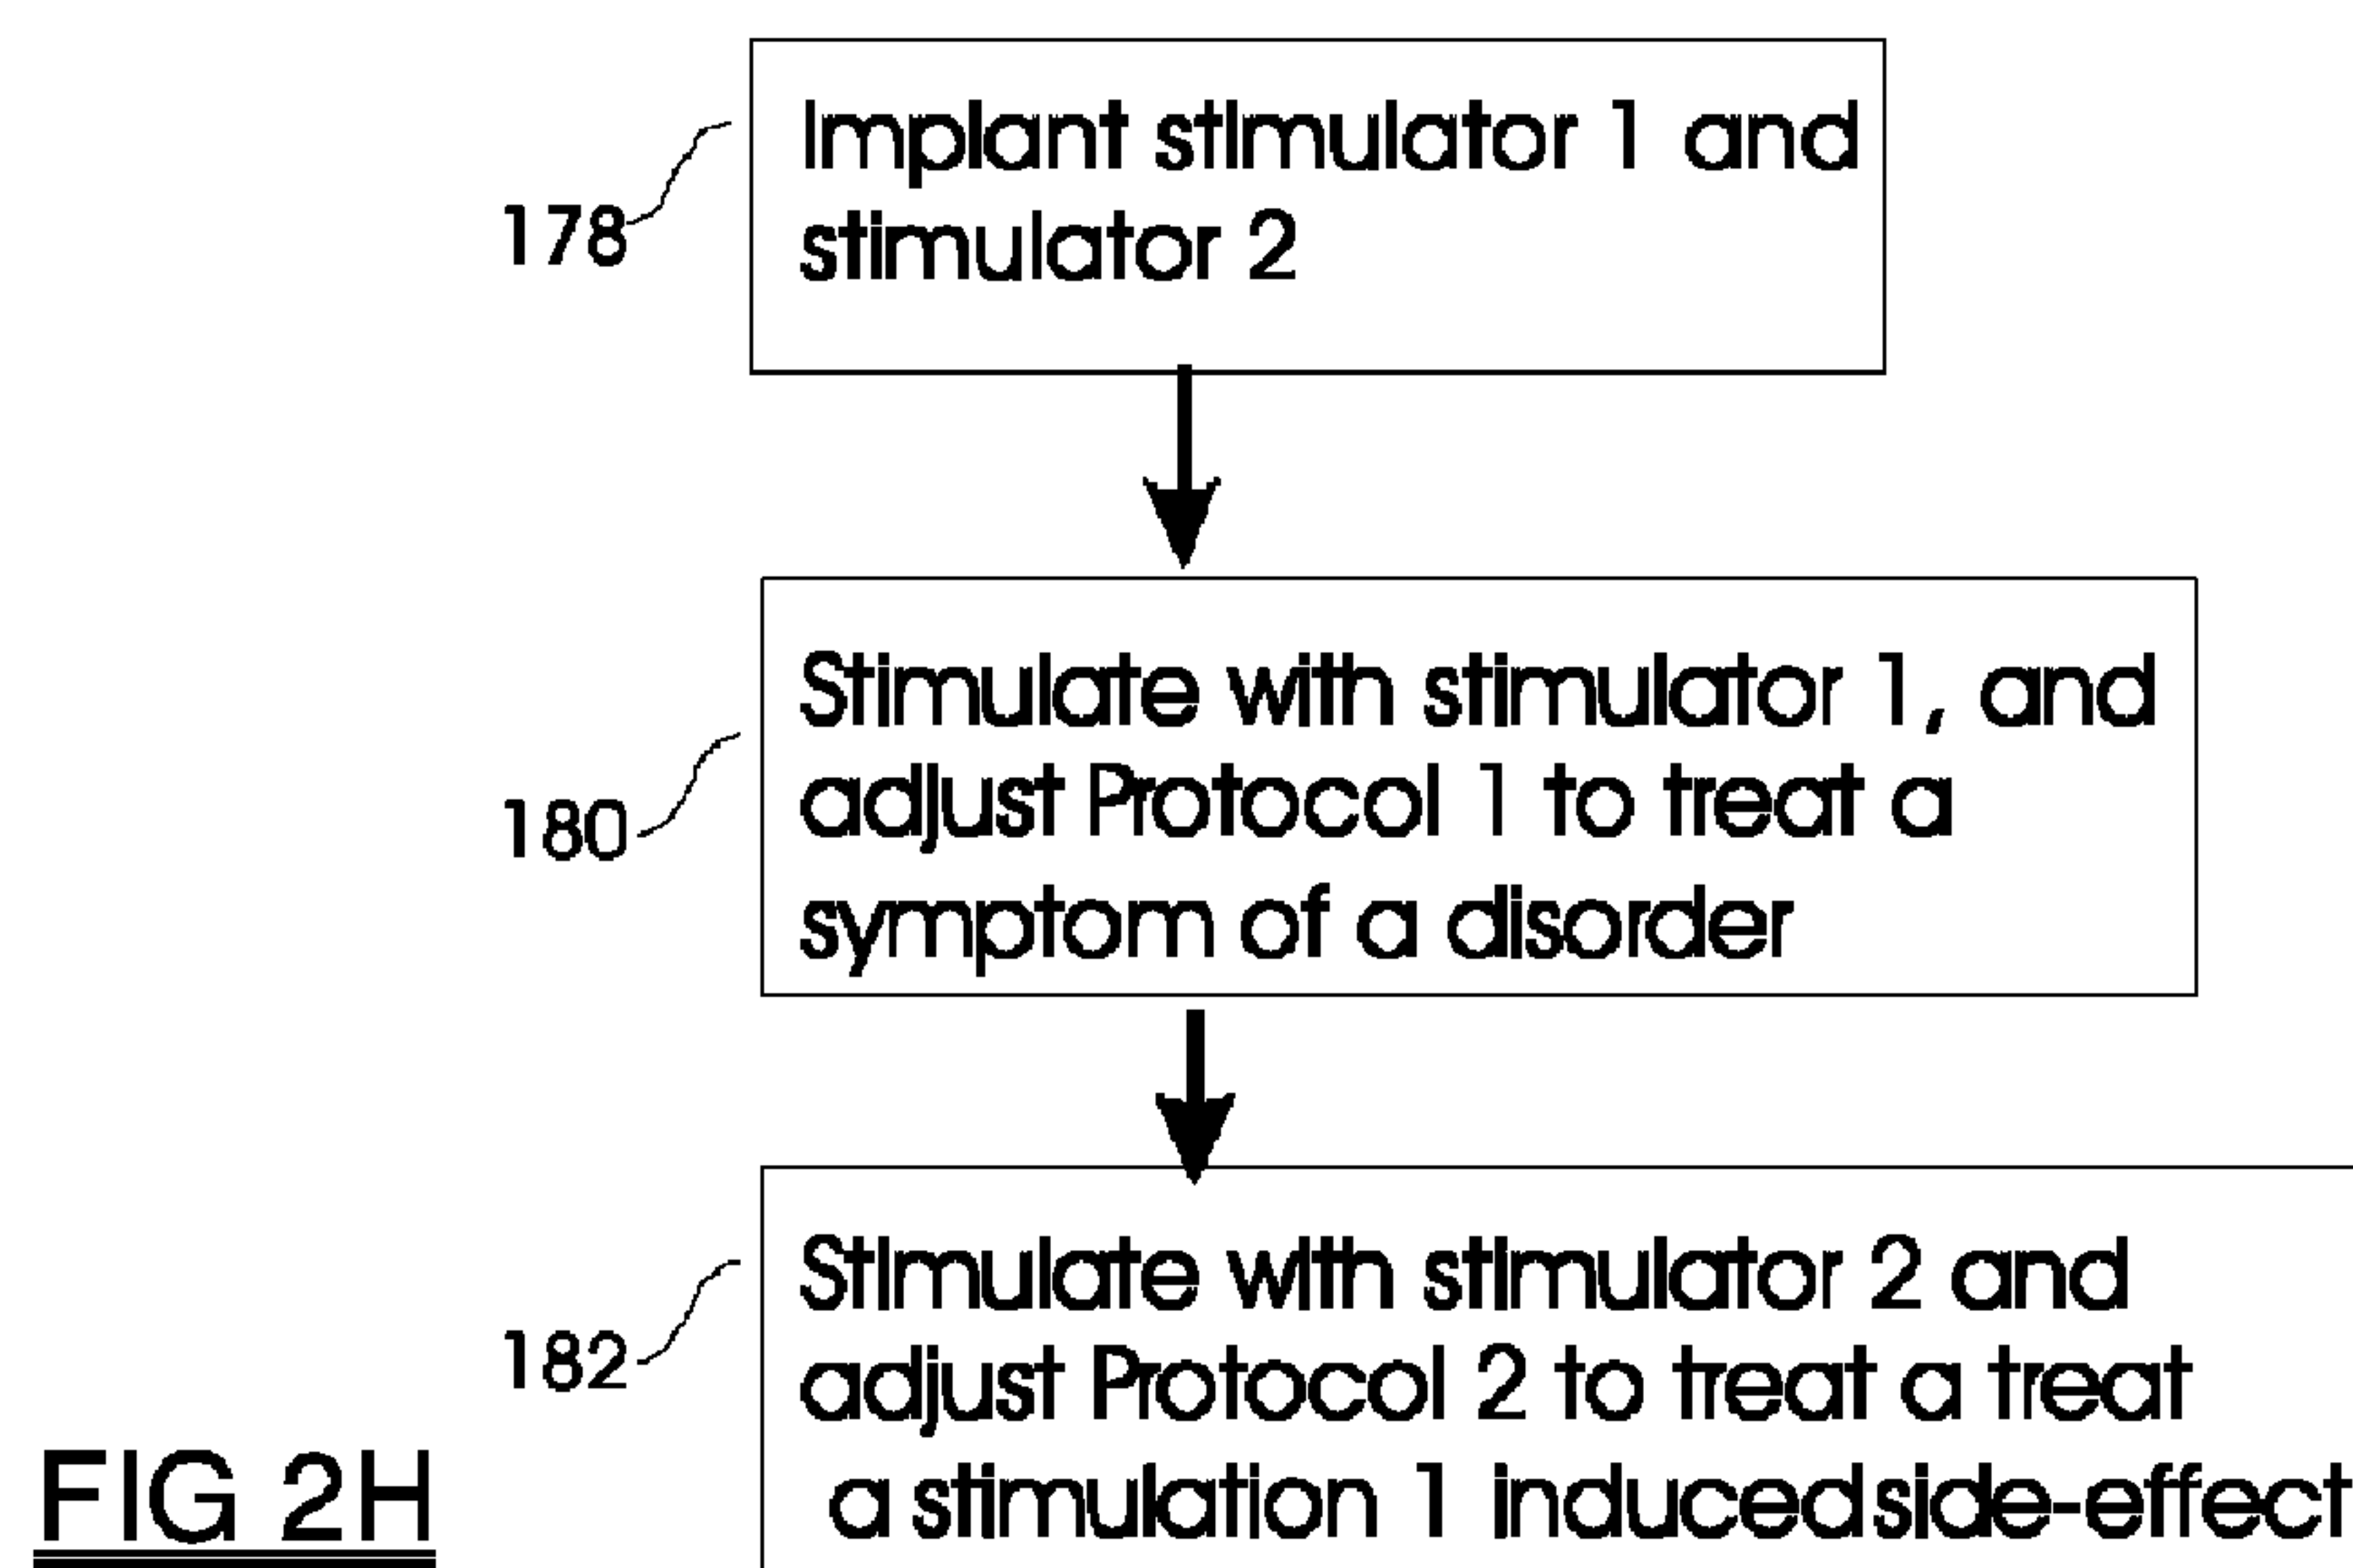 Implant stimulator 1 and
stimulator 2
178
Stimulate with stimulator 1, and
adjust Protocol 1 to treat a
symptom of a disorder
180
Stimulate with stimulator 2 and
adjust Protocol 2 to treat a treat
a stimulation 1 induced side-effect
182
FIG 2H